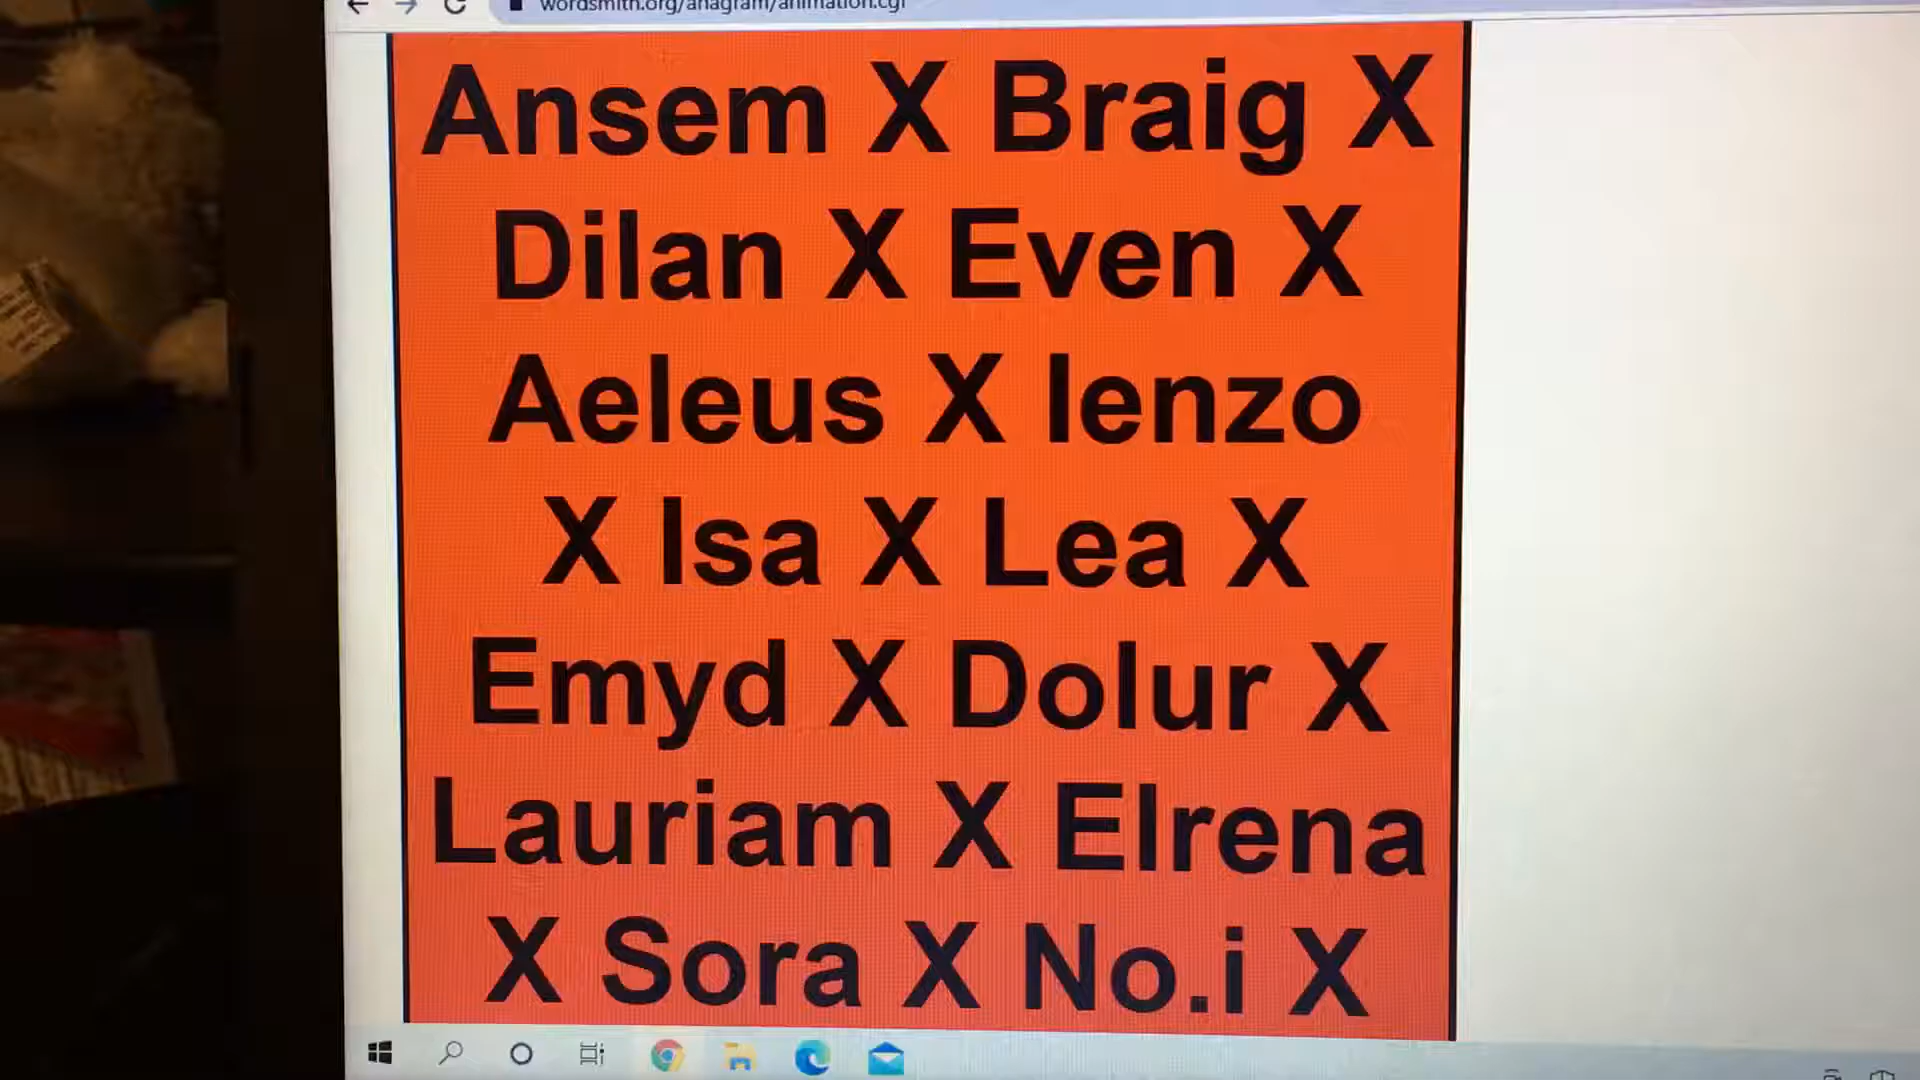 wordsmith.org/anagram/animation.cgi
Ansem X Braig X
Dilan X Even X
Aeleus X Ienzo
X Isa X Lea X
Emyd X Dolur X
Lauriam X Elrena
X Sora X No.i X